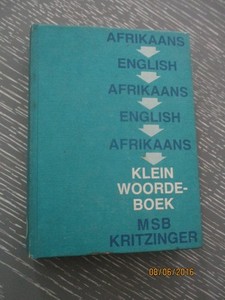 AFRIKAANS
ENGLISH
AFRIKAANS
ENGLISH
AFRIKAANS
KLEIN
WOORDE-
BOEK
MSB
KRITZINGER
08/06/2016